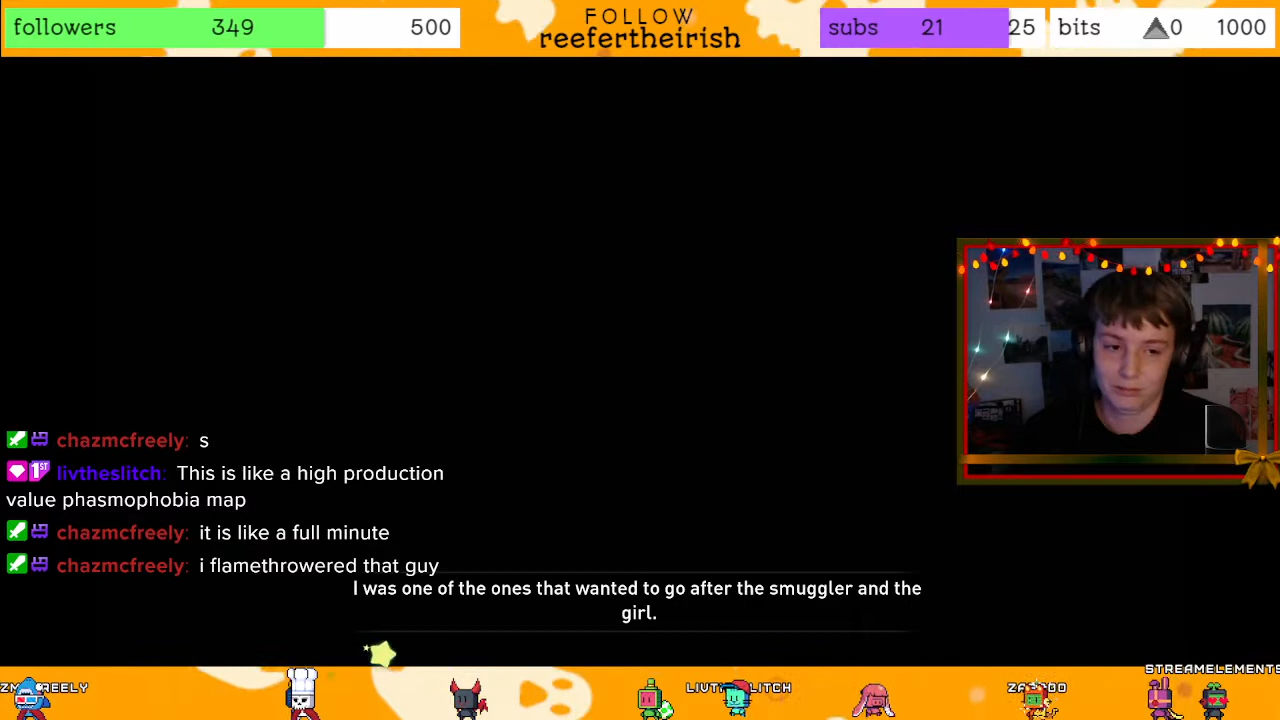 followers 349 500
FOLLOW
reefertheirish
subs 21 25
bits 0 1000
chazmcfreely: s
1ST livtheslitch: This is like a high production
value phasmophobia map
chazmcfreely: it is like a full minute
chazmcfreely: i flamethrowered that guy
I was one of the ones that wanted to go after the smuggler and the
girl.
STREAMELEMENTS